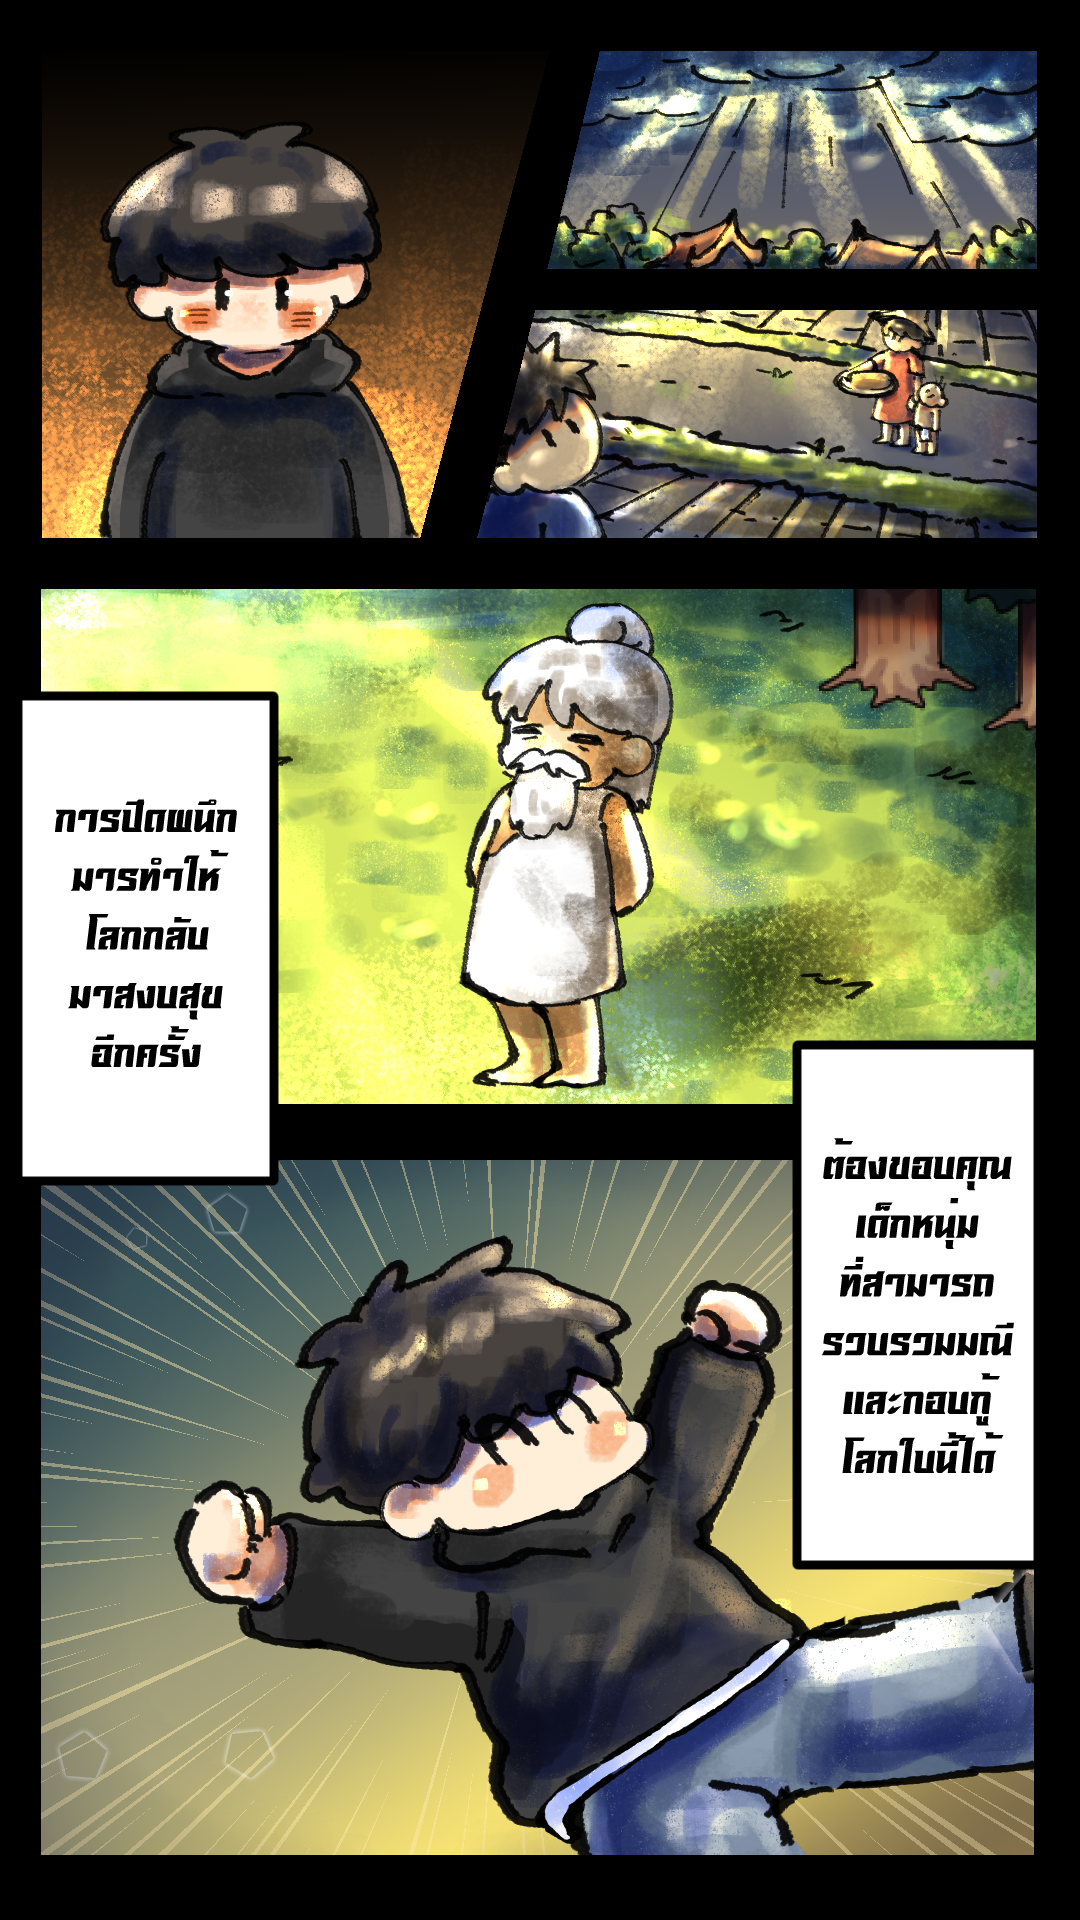 การปิดผนึก
มารทำให้
โลกกลับ
มาสงบสุข
อีกครั้ง
ต้องขอบคุณ
เด็กหนุ่ม
ที่สามารถ
รวบรวมมณี
และกอบกู้
โลกใบนี้ได้